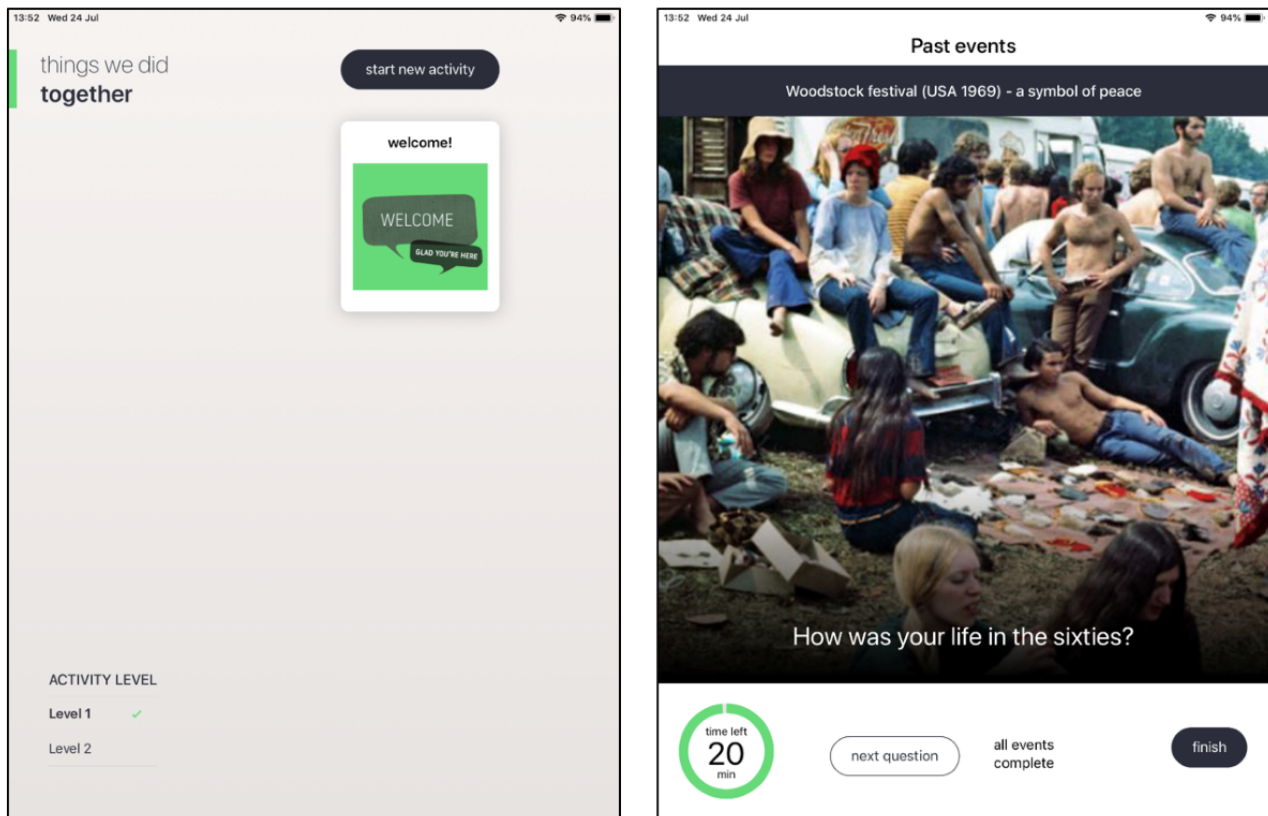 13:52 Wed 24 Jul
94%
things we did
together
start new activity
welcome!
WELCOME
GLAD YOU'RE HERE
ACTIVITY LEVEL
Level 1
Level 2
13:52 Wed 24 Jul
94%
Past events
Woodstock festival (USA 1969) - a symbol of peace
How was your life in the sixties?
time left
20
min
next question
all events
complete
finish